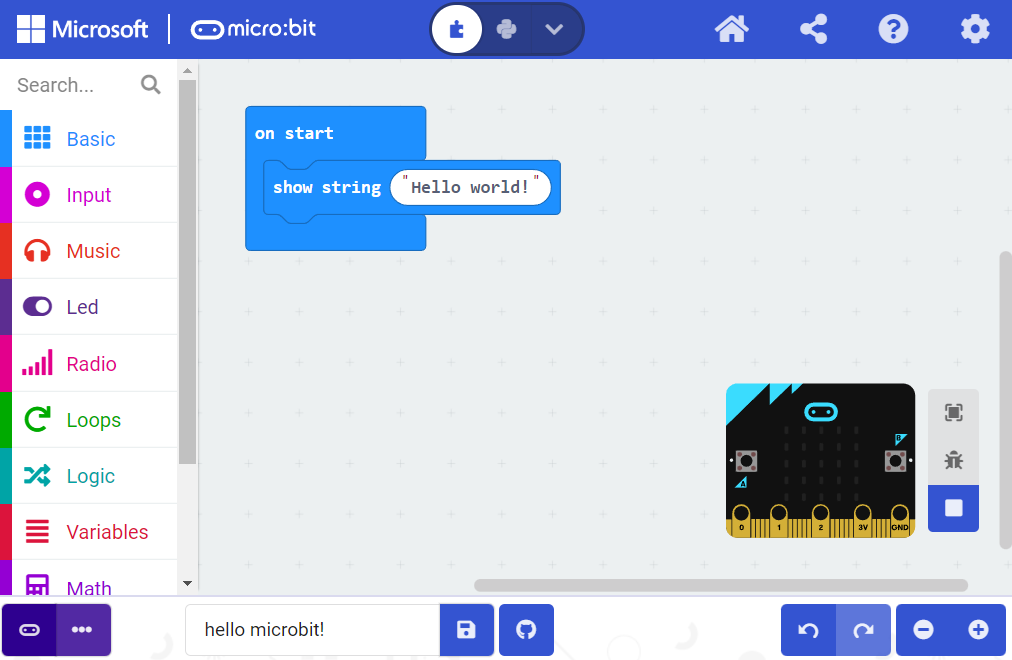 Microsoft
micro:bit
Search...
Basic
Input
Music
Led
Radio
Loops
Logic
Variables
Math
on start
show string "Hello world!"
B
A
0 1 2 3V GND
hello microbit!